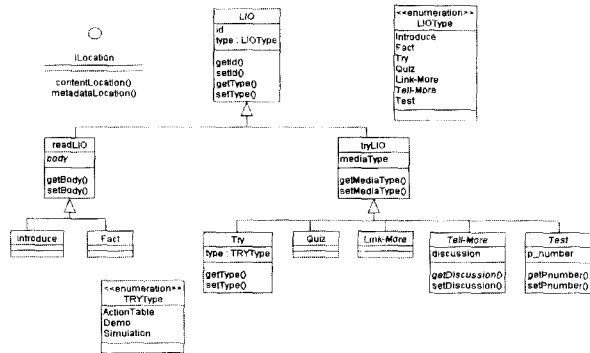 LIO
id
type : LIOType
getId()
setId()
getType()
setType()
ILocation
contentLocation()
metadataLocation()
<<enumeration>>
LIOType
Introduce
Fact
Try
Quiz
Link-More
Tell-More
Test
readLIO
body
getBody()
setBody()
tryLIO
mediaType
getMediaType()
setMediaType()
Introduce
Fact
Try
type : TRYType
getType()
setType()
Quiz
Link-More
Tell-More
discussion
getDiscussion()
setDiscussion()
Test
p_number
getPnumber()
setPnumber()
<<enumeration>>
TRYType
ActionTable
Demo
Simulation